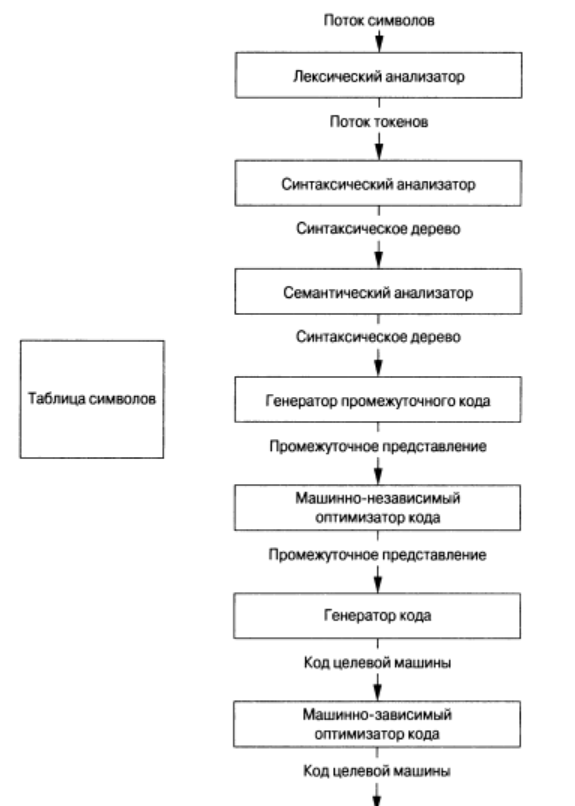 Поток символов
Лексический анализатор
Поток токенов
Синтаксический анализатор
Синтаксическое дерево
Семантический анализатор
Синтаксическое дерево
Таблица символов
Генератор промежуточного кода
Промежуточное представление
Машинно-независимый
оптимизатор кода
Промежуточное представление
Генератор кода
Код целевой машины
Машинно-зависимый
оптимизатор кода
Код целевой машины